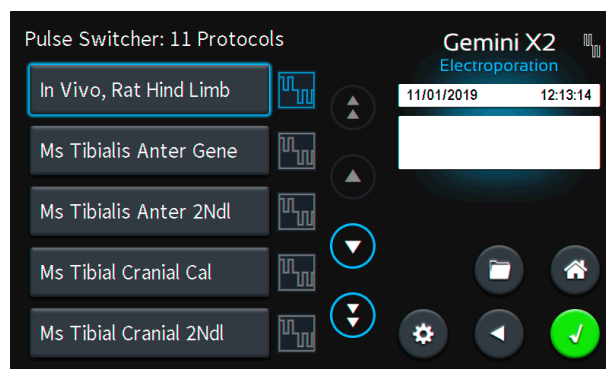 Pulse Switcher: 11 Protocols
In Vivo, Rat Hind Limb
Ms Tibialis Anter Gene
Ms Tibialis Anter 2Ndl
Ms Tibial Cranial Cal
Ms Tibial Cranial 2Ndl
Gemini X2
Electroporation
11/01/2019 12:13:14